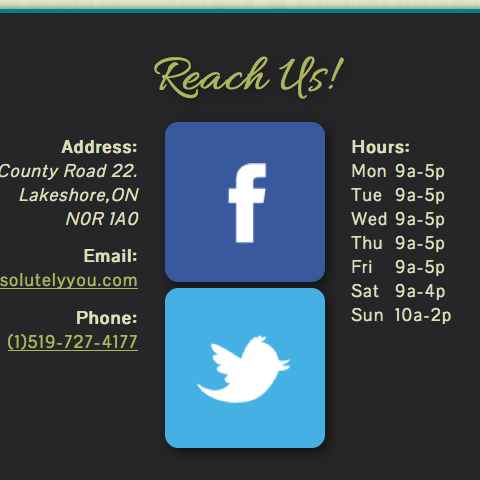 Reach Us!
Address:
County Road 22.
Lakeshore,ON
N0R 1A0
Email:
solutelyyou.com
Phone:
(1)519-727-4177
f
Hours:
Mon 9a-5p
Tue 9a-5p
Wed 9a-5p
Thu 9a-5p
Fri 9a-5p
Sat 9a-4p
Sun 10a-2p